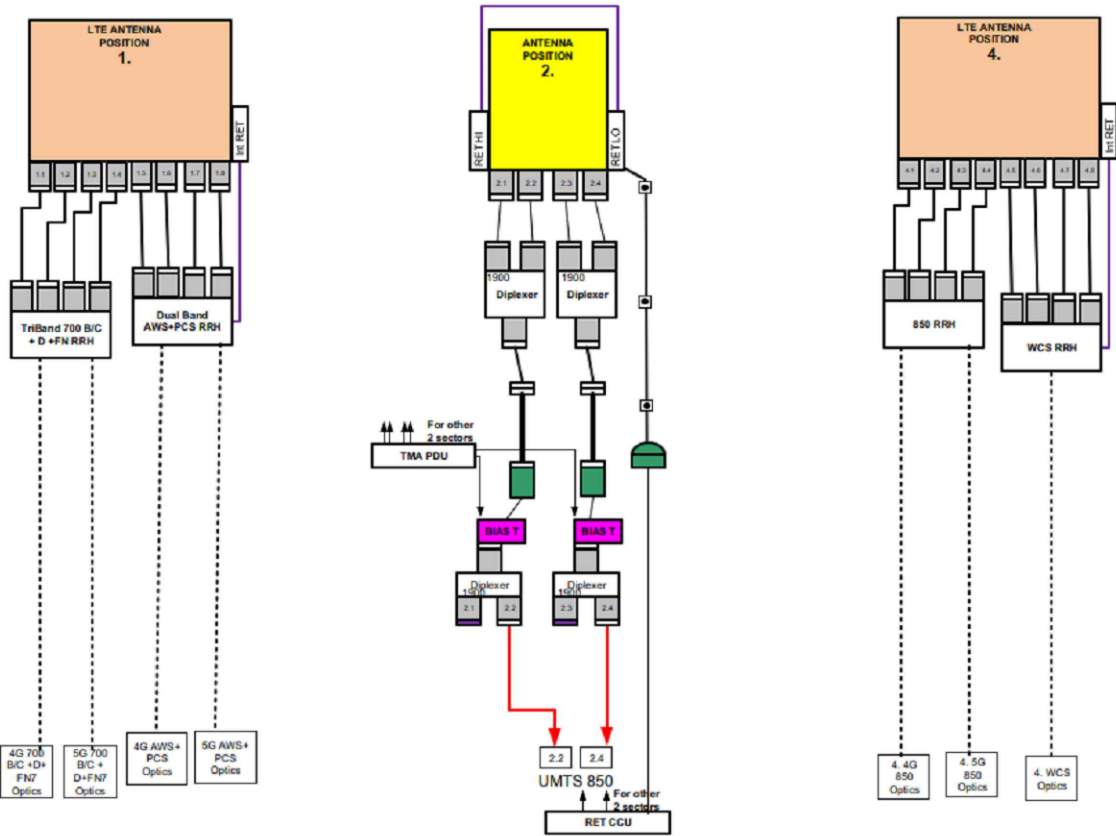 LTE ANTENNA
POSITION
1.
Int RET
1.1
1.2
1.3
1.4
1.5
1.6
1.7
1.8
TriBand 700 B/C
+ D +FN RRH
Dual Band
AWS+PCS RRH
4G 700
B/C +D+
FN7
Optics
5G 700
B/C +
D+FN7
Optics
4G AWS+
PCS
Optics
5G AWS+
PCS
Optics
ANTENNA
POSITION
2.
RET HI
RET LO
2.1
2.2
2.3
2.4
1900
Diplexer
1900
Diplexer
For other
2 sectors
TMA PDU
BIAS T
BIAS T
Diplexer
1900
Diplexer
1900
2.1
2.2
2.3
2.4
2.2
2.4
UMTS 850
For other
2 sectors
RET CCU
LTE ANTENNA
POSITION
4.
Int RET
4.1
4.2
4.3
4.4
4.5
4.6
4.7
4.8
850 RRH
WCS RRH
4. 4G
850
Optics
4. 5G
850
Optics
4. WCS
Optics